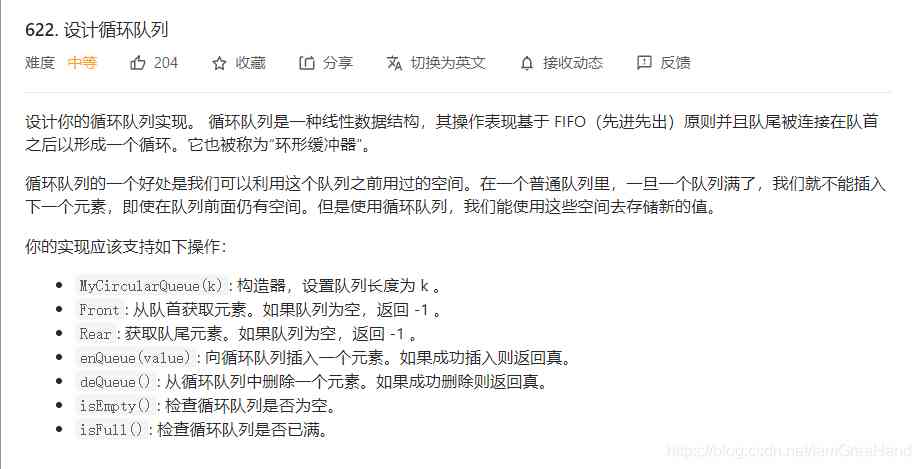 622. 设计循环队列
难度 中等 204 收藏 分享 切换为英文 接收动态 反馈
设计你的循环队列实现。 循环队列是一种线性数据结构，其操作表现基于 FIFO（先进先出）原则并且队尾被连接在队首
之后以形成一个循环。它也被称为“环形缓冲器”。
循环队列的一个好处是我们可以利用这个队列之前用过的空间。在一个普通队列里，一旦一个队列满了，我们就不能插入
下一个元素，即使在队列前面仍有空间。但是使用循环队列，我们能使用这些空间去存储新的值。
你的实现应该支持如下操作：
• MyCircularQueue(k): 构造器，设置队列长度为 k 。
• Front: 从队首获取元素。如果队列为空，返回 -1 。
• Rear: 获取队尾元素。如果队列为空，返回 -1 。
• enQueue(value): 向循环队列插入一个元素。如果成功插入则返回真。
• deQueue(): 从循环队列中删除一个元素。如果成功删除则返回真。
• isEmpty(): 检查循环队列是否为空。
• isFull(): 检查循环队列是否已满。
https://blog.csdn.net/IamGreeHand